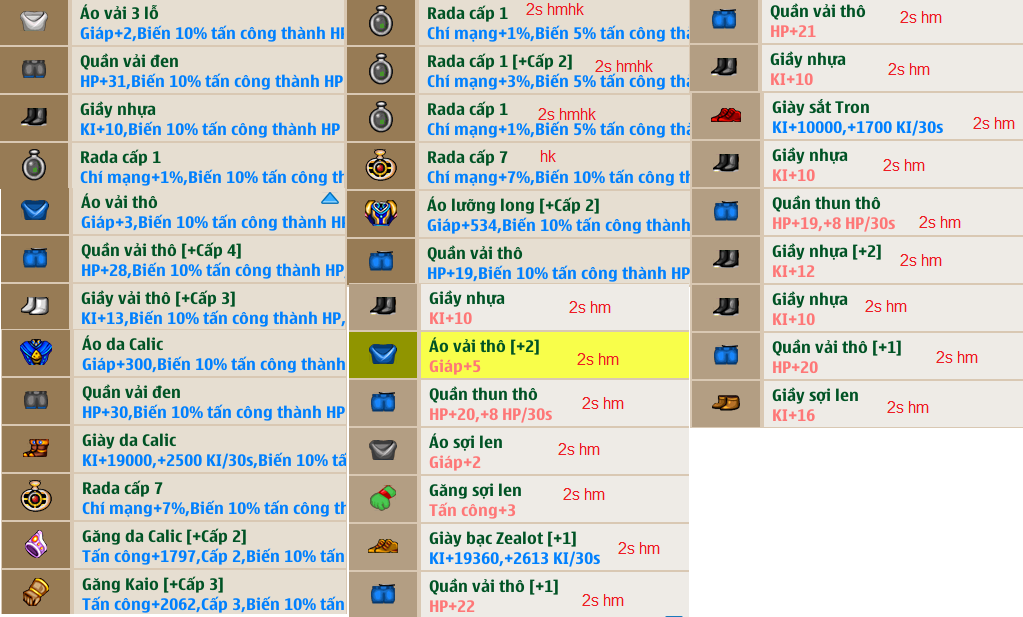 Áo vải 3 lỗ
Giáp+2,Biến 10% tấn công thành HP
Quần vải đen
HP+31,Biến 10% tấn công thành HP
Giầy nhựa
KI+10,Biến 10% tấn công thành HP
Rada cấp 1
Chí mạng+1%,Biến 10% tấn công th
Áo vải thô
Giáp+3,Biến 10% tấn công thành HP
Quần vải thô [+Cấp 4]
HP+28,Biến 10% tấn công thành HP,
Giầy vải thô [+Cấp 3]
KI+13,Biến 10% tấn công thành HP,
Áo da Calic
Giáp+300,Biến 10% tấn công thành
Quần vải đen
HP+30,Biến 10% tấn công thành HP
Giày da Calic
KI+19000,+2500 KI/30s,Biến 10% tấ
Rada cấp 7
Chí mạng+7%,Biến 10% tấn công th
Găng da Calic [+Cấp 2]
Tấn công+1797,Cấp 2,Biến 10% tấn
Găng Kaio [+Cấp 3]
Tấn công+2062,Cấp 3,Biến 10% tấn
Rada cấp 1 2s hmhk
Chí mạng+1%,Biến 5% tấn công thà
Rada cấp 1 [+Cấp 2] 2s hmhk
Chí mạng+3%,Biến 5% tấn công thà
Rada cấp 1 2s hmhk
Chí mạng+1%,Biến 5% tấn công thà
Rada cấp 7 hk
Chí mạng+7%,Biến 10% tấn công th
Áo lưỡng long [+Cấp 2]
Giáp+534,Biến 10% tấn công thành
Quần vải thô
HP+19,Biến 10% tấn công thành HP
Giầy nhựa 2s hm
KI+10
Áo vải thô [+2] 2s hm
Giáp+5
Quần thun thô 2s hm
HP+20,+8 HP/30s
Áo sợi len 2s hm
Giáp+2
Găng sợi len 2s hm
Tấn công+3
Giày bạc Zealot [+1] 2s hm
KI+19360,+2613 KI/30s
Quần vải thô [+1] 2s hm
HP+22
Quần vải thô 2s hm
HP+21
Giầy nhựa 2s hm
KI+10
Giày sắt Tron 2s hm
KI+10000,+1700 KI/30s
Giầy nhựa 2s hm
KI+10
Quần thun thô 2s hm
HP+19,+8 HP/30s
Giầy nhựa [+2] 2s hm
KI+12
Giầy nhựa 2s hm
KI+10
Quần vải thô [+1] 2s hm
HP+20
Giầy sợi len 2s hm
KI+16